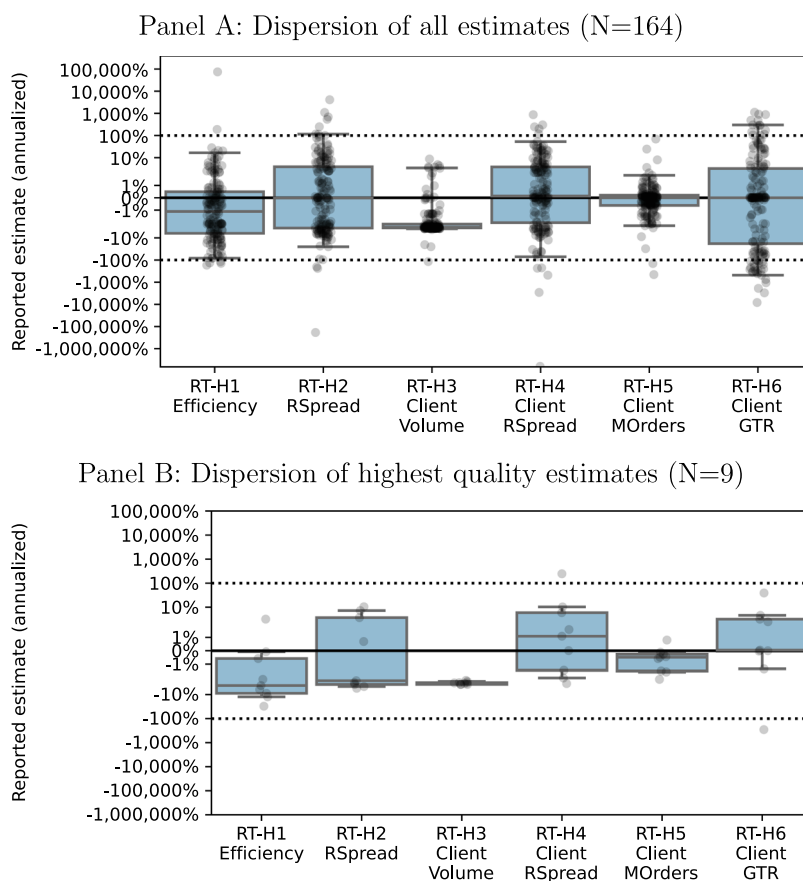 Panel A: Dispersion of all estimates (N=164)
Reported estimate (annualized)
100,000%
10,000%
1,000%
100%
10%
1%
0%
-1%
-10%
-100%
-1,000%
-10,000%
-100,000%
-1,000,000%
RT-H1 RT-H2 RT-H3 RT-H4 RT-H5 RT-H6
Efficiency RSpread Client Client Client Client
Volume RSpread MOrders GTR
Panel B: Dispersion of highest quality estimates (N=9)
Reported estimate (annualized)
100,000%
10,000%
1,000%
100%
10%
1%
0%
-1%
-10%
-100%
-1,000%
-10,000%
-100,000%
-1,000,000%
RT-H1 RT-H2 RT-H3 RT-H4 RT-H5 RT-H6
Efficiency RSpread Client Client Client Client
Volume RSpread MOrders GTR